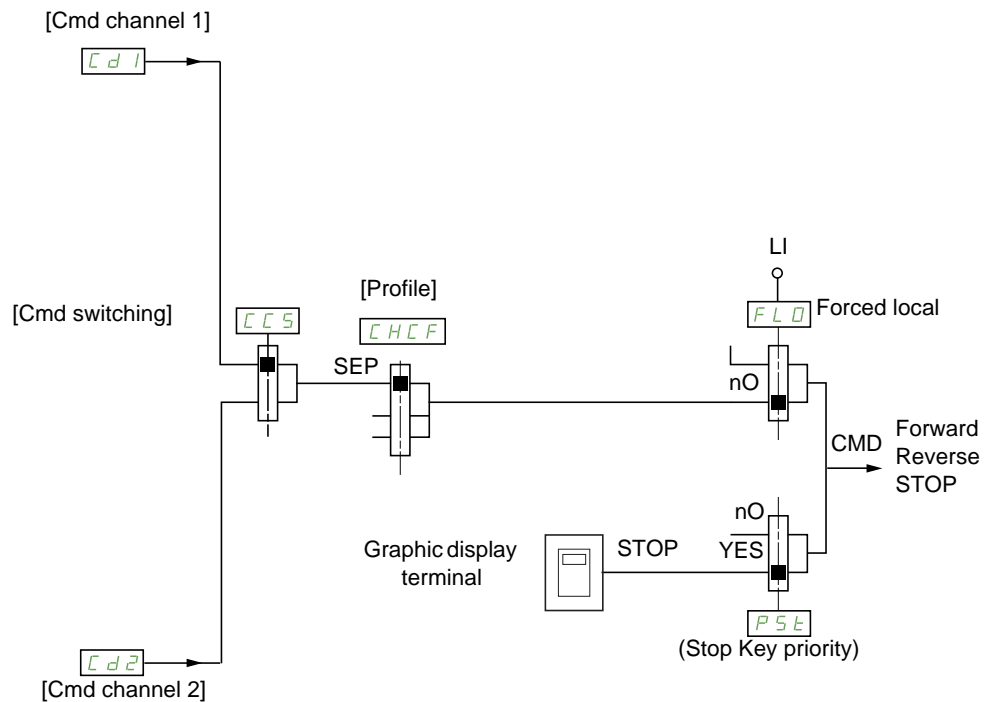 [Cmd channel 1]
Cd1
LI
[Profile]
[Cmd switching]
CCS
FLO
Forced local
CHCF
SEP
nO
CMD
Forward
Reverse
STOP
nO
Graphic display
terminal
STOP
YES
PSt
(Stop Key priority)
Cd2
[Cmd channel 2]